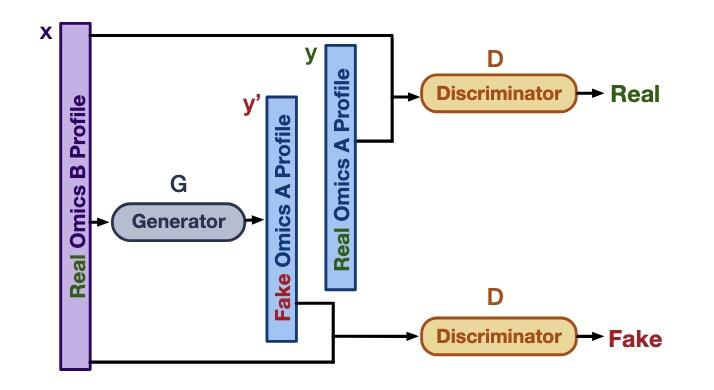 x
Real Omics B Profile
G
Generator
y’
Fake Omics A Profile
y
Real Omics A Profile
D
Discriminator
Real
D
Discriminator
Fake